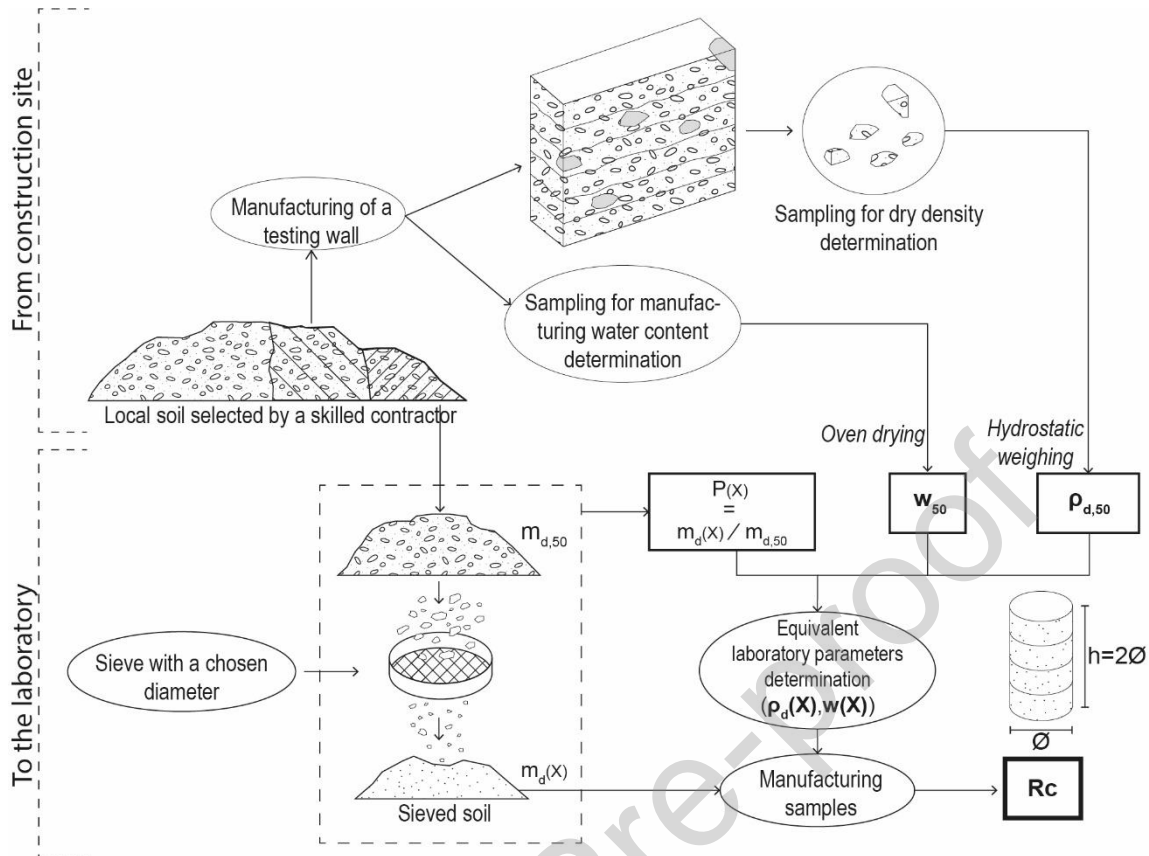 From construction site
Manufacturing of a
testing wall
Sampling for dry density
determination
Sampling for manufac-
turing water content
determination
Local soil selected by a skilled contractor
Oven drying
Hydrostatic
weighing
To the laboratory
m_d,50
P(X)
=
m_d(X) / m_d,50
w_50
ρ_d,50
Sieve with a chosen
diameter
Equivalent
laboratory parameters
determination
(ρ_d(X),w(X))
h=2Ø
Ø
m_d(X)
Sieved soil
Manufacturing
samples
Rc
re-proof